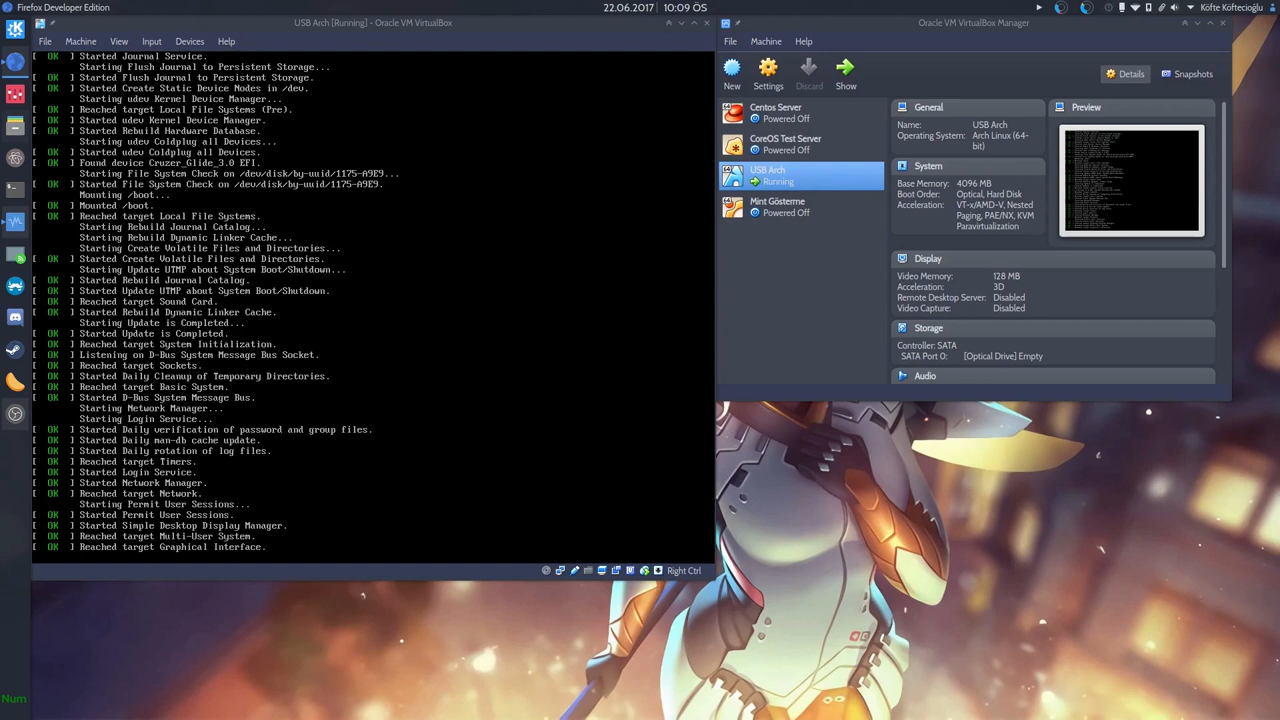 Firefox Developer Edition
22.06.2017 10:09 ÖS
Köfte Köftecioğlu
USB Arch [Running] - Oracle VM VirtualBox
File Machine View Input Devices Help
[ OK ] Started Journal Service.
Starting Flush Journal to Persistent Storage...
[ OK ] Started Flush Journal to Persistent Storage.
[ OK ] Started Create Static Device Nodes in /dev.
Starting udev Kernel Device Manager...
[ OK ] Reached target Local File Systems (Pre).
[ OK ] Started udev Kernel Device Manager.
[ OK ] Started Rebuild Hardware Database.
Starting udev Coldplug all Devices...
[ OK ] Started udev Coldplug all Devices.
[ OK ] Found device Cruzer_Glide_3.0 EFI.
Starting File System Check on /dev/disk/by-uuid/1175-A9E9...
[ OK ] Started File System Check on /dev/disk/by-uuid/1175-A9E9.
Mounting /boot...
[ OK ] Mounted /boot.
[ OK ] Reached target Local File Systems.
Starting Rebuild Journal Catalog...
Starting Rebuild Dynamic Linker Cache...
Starting Create Volatile Files and Directories...
[ OK ] Started Create Volatile Files and Directories.
Starting Update UTMP about System Boot/Shutdown...
[ OK ] Started Rebuild Journal Catalog.
[ OK ] Started Update UTMP about System Boot/Shutdown.
[ OK ] Reached target Sound Card.
[ OK ] Started Rebuild Dynamic Linker Cache.
Starting Update is Completed...
[ OK ] Started Update is Completed.
[ OK ] Reached target System Initialization.
[ OK ] Listening on D-Bus System Message Bus Socket.
[ OK ] Reached target Sockets.
[ OK ] Started Daily Cleanup of Temporary Directories.
[ OK ] Reached target Basic System.
[ OK ] Started D-Bus System Message Bus.
Starting Network Manager...
Starting Login Service...
[ OK ] Started Daily verification of password and group files.
[ OK ] Started Daily man-db cache update.
[ OK ] Started Daily rotation of log files.
[ OK ] Reached target Timers.
[ OK ] Started Login Service.
[ OK ] Started Network Manager.
[ OK ] Reached target Network.
Starting Permit User Sessions...
[ OK ] Started Permit User Sessions.
[ OK ] Started Simple Desktop Display Manager.
[ OK ] Reached target Multi-User System.
[ OK ] Reached target Graphical Interface.
Right Ctrl
Num
Oracle VM VirtualBox Manager
File Machine Help
New Settings Discard Show
Details Snapshots
Centos Server
Powered Off
CoreOS Test Server
Powered Off
USB Arch
Running
Mint Gösterme
Powered Off
General
Name: USB Arch
Operating System: Arch Linux (64-
bit)
System
Base Memory: 4096 MB
Boot Order: Optical, Hard Disk
Acceleration: VT-x/AMD-V, Nested
Paging, PAE/NX, KVM
Paravirtualization
Preview
Display
Video Memory: 128 MB
Acceleration: 3D
Remote Desktop Server: Disabled
Video Capture: Disabled
Storage
Controller: SATA
SATA Port 0: [Optical Drive] Empty
Audio